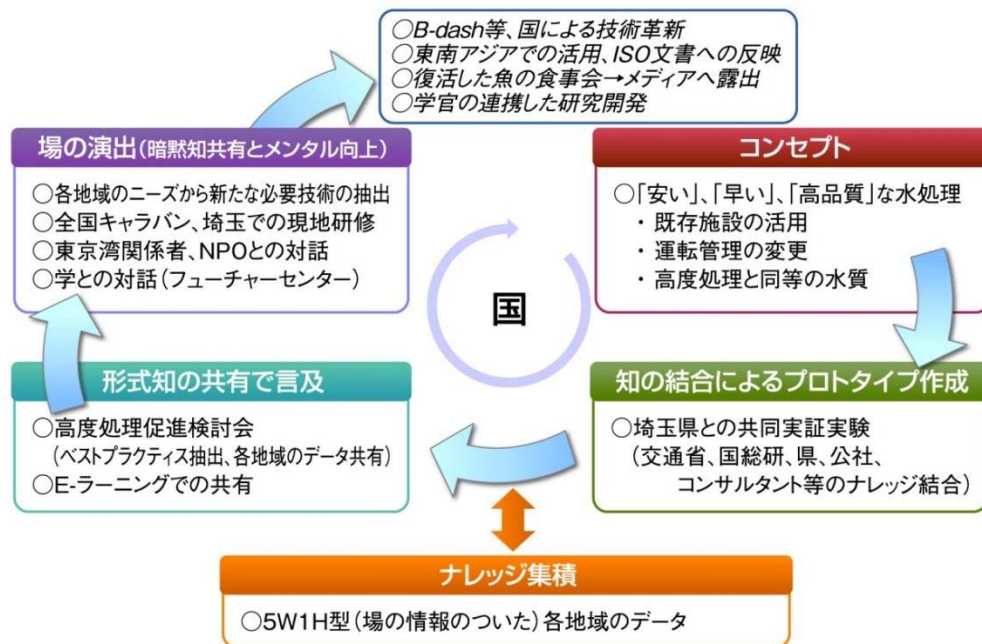 ○B-dash等、国による技術革新
○東南アジアでの活用、ISO文書への反映
○復活した魚の食事会→メディアへ露出
○学官の連携した研究開発
場の演出(暗黙知共有とメンタル向上)
○各地域のニーズから新たな必要技術の抽出
○全国キャラバン、埼玉での現地研修
○東京湾関係者、NPOとの対話
○学との対話(フューチャーセンター)
コンセプト
○「安い」、「早い」、「高品質」な水処理
・既存施設の活用
・運転管理の変更
・高度処理と同等の水質
国
形式知の共有で言及
○高度処理促進検討会
(ベストプラクティス抽出、各地域のデータ共有)
○E-ラーニングでの共有
知の結合によるプロトタイプ作成
○埼玉県との共同実証実験
(交通省、国総研、県、公社、
コンサルタント等のナレッジ結合)
ナレッジ集積
○5W1H型(場の情報のついた)各地域のデータ